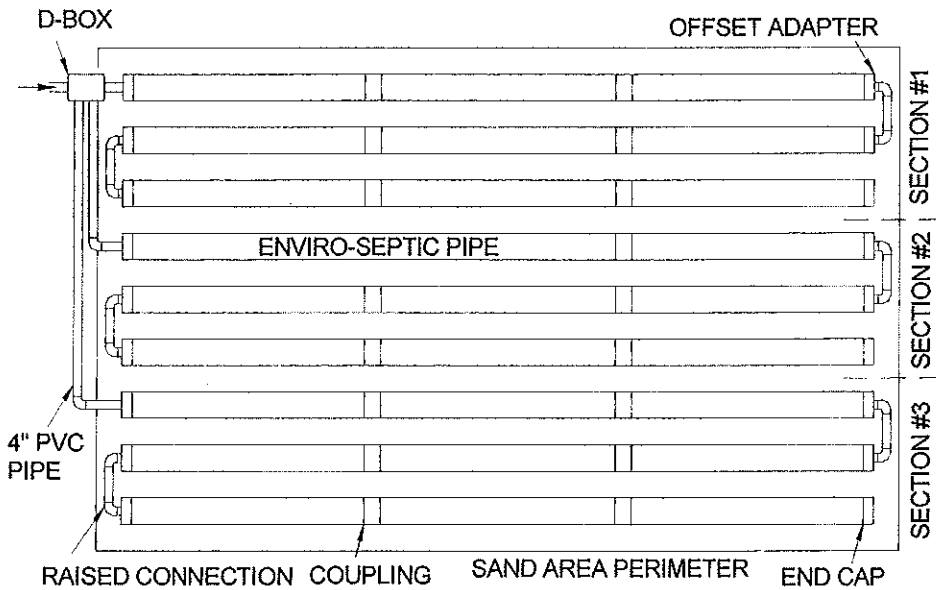 D-BOX
OFFSET ADAPTER
SECTION #1
ENVIRO-SEPTIC PIPE
SECTION #2
4" PVC
PIPE
SECTION #3
RAISED CONNECTION
COUPLING
SAND AREA PERIMETER
END CAP